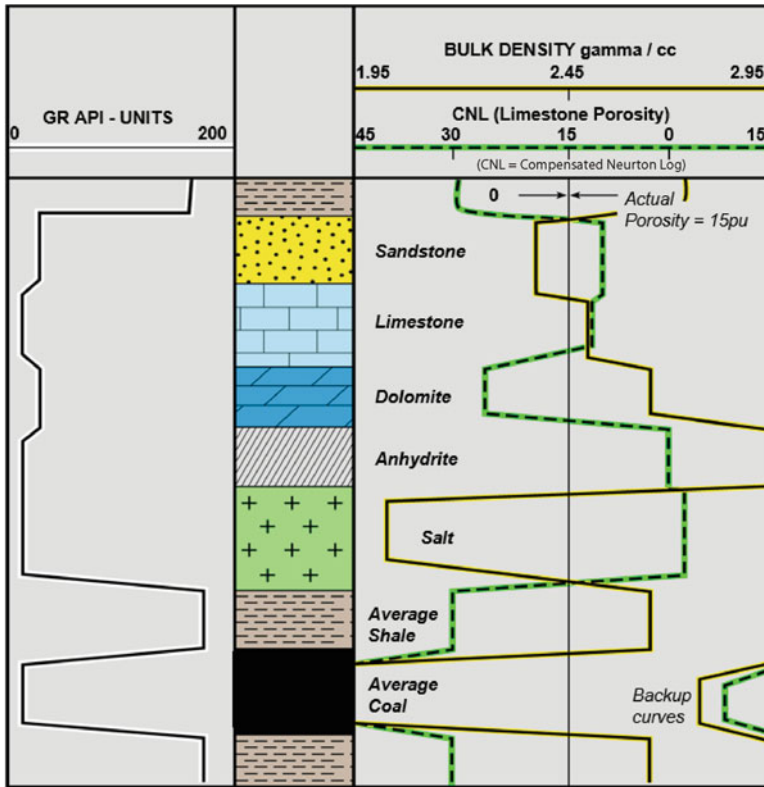 BULK DENSITY gamma / cc
1.95 2.45 2.95
GR API - UNITS
0 200
CNL (Limestone Porosity)
45 30 15 0 15
(CNL = Compensated Neurton Log)
0
Actual
Porosity = 15pu
Sandstone
Limestone
Dolomite
Anhydrite
Salt
Average
Shale
Average
Coal
Backup
curves